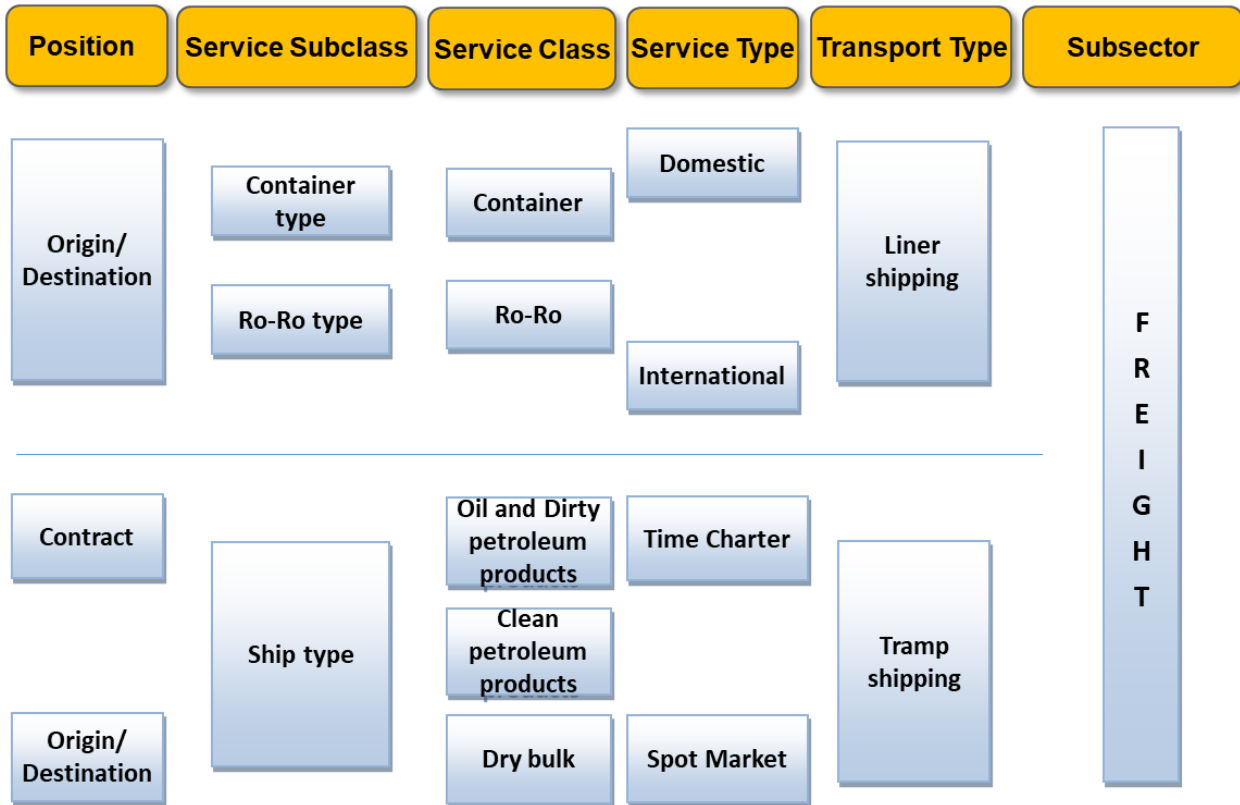 Position
Service Subclass
Service Class
Service Type
Transport Type
Subsector
Origin/
Destination
Container
type
Ro-Ro type
Container
Ro-Ro
Domestic
International
Liner
shipping
F
R
E
I
G
H
T
Contract
Origin/
Destination
Ship type
Oil and Dirty
petroleum
products
Clean
petroleum
products
Dry bulk
Time Charter
Spot Market
Tramp
shipping